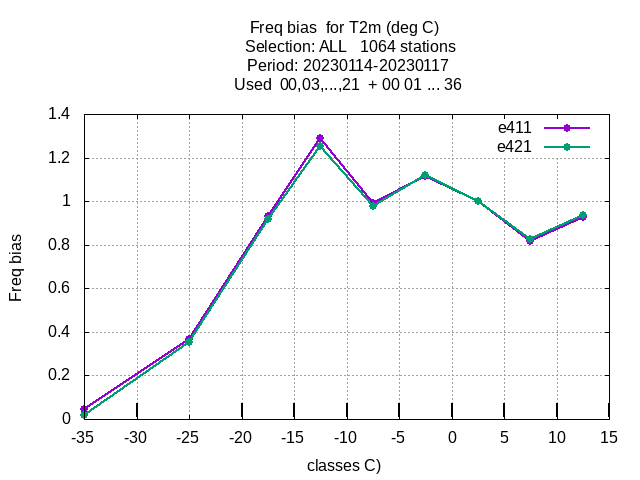 Freq bias  for T2m (deg C)
Selection: ALL   1064 stations
Period: 20230114-20230117
Used  00,03,...,21  + 00 01 ... 36
1.4
1.2
1
0.8
0.6
0.4
0.2
0
Freq bias
e411
e421
-35 -30 -25 -20 -15 -10 -5 0 5 10 15
classes C)